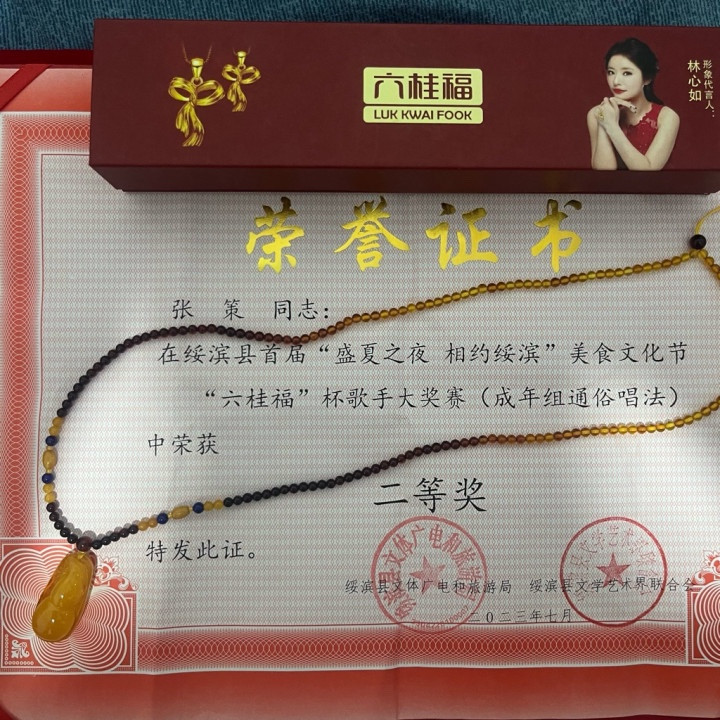 六桂福
LUK KWAI FOOK
形象代言人：
林心如
荣誉证书
张 策 同志：
在绥滨县首届“盛夏之夜 相约绥滨”美食文化节
“六桂福”杯歌手大奖赛（成年组通俗唱法）
中荣获
二等奖
特发此证。
绥滨县文体广电和旅游局 绥滨县文学艺术界联合会
二〇二三年七月